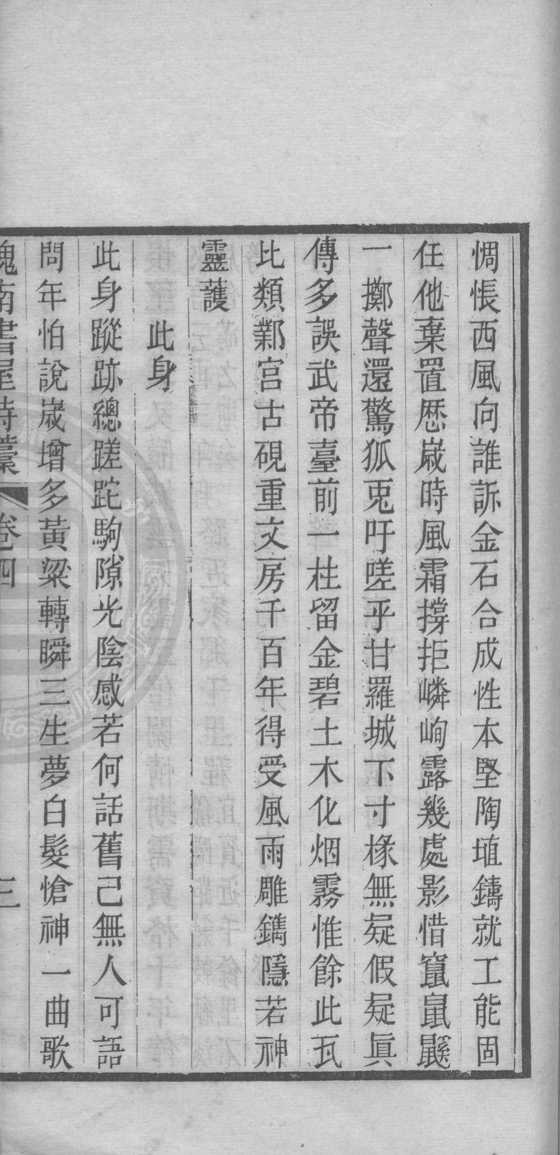 惆悵西風向誰訴金石合成性本堅陶埴鑄就工能固
任他棄置歷歲時風霜撐拒嶙峋露幾處影惜竄鼠鼷
一擲聲還驚狐兎吁嗟乎甘羅城下寸椽無疑假疑眞
傳多誤武帝臺前一柱留金碧土木化烟霧惟餘此瓦
比類鄴宮古硯重文房千百年得受風雨雕鐫隱若神
靈䕶
此身
此身蹤跡總蹉跎駒隙光陰感若何話舊已無人可語
問年怕說歲增多黃粱轉瞬三生夢白髮愴神一曲歌
槐南書屋詩藁 卷四 三